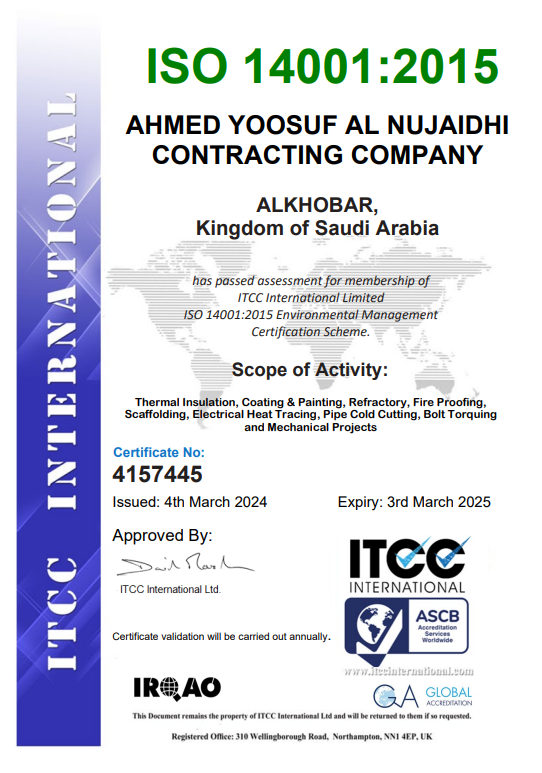 ISO 14001:2015
AHMED YOOSUF AL NUJAIDHI
CONTRACTING COMPANY
ALKHOBAR,
Kingdom of Saudi Arabia
has passed assessment for membership of
ITCC International Limited
ISO 14001:2015 Environmental Management
Certification Scheme.
Scope of Activity:
Thermal Insulation, Coating & Painting, Refractory, Fire Proofing,
Scaffolding, Electrical Heat Tracing, Pipe Cold Cutting, Bolt Torquing
and Mechanical Projects
Certificate No:
4157445
Issued: 4th March 2024 Expiry: 3rd March 2025
Approved By:
ITCC International Ltd.
ITCC
INTERNATIONAL
ASCB
Accreditation
Services
Worldwide
Certificate validation will be carried out annually.
www.itccinternational.com
IRQAO
GA GLOBAL
ACCREDITATION
This Document remains the property of ITCC International Ltd and will be returned to them if so requested.
Registered Office: 310 Wellingborough Road, Northampton, NN1 4EP, UK
ITCC INTERNATIONAL